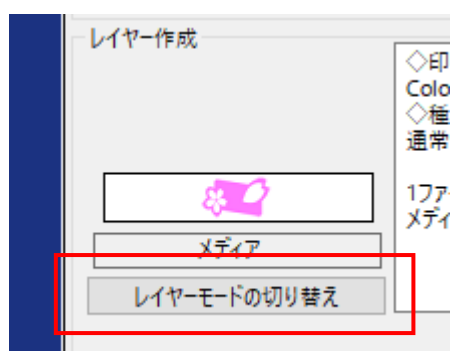 レイヤー作成
◇印
Colo
◇種
通常
1ファ
メディ
メディア
レイヤーモードの切り替え